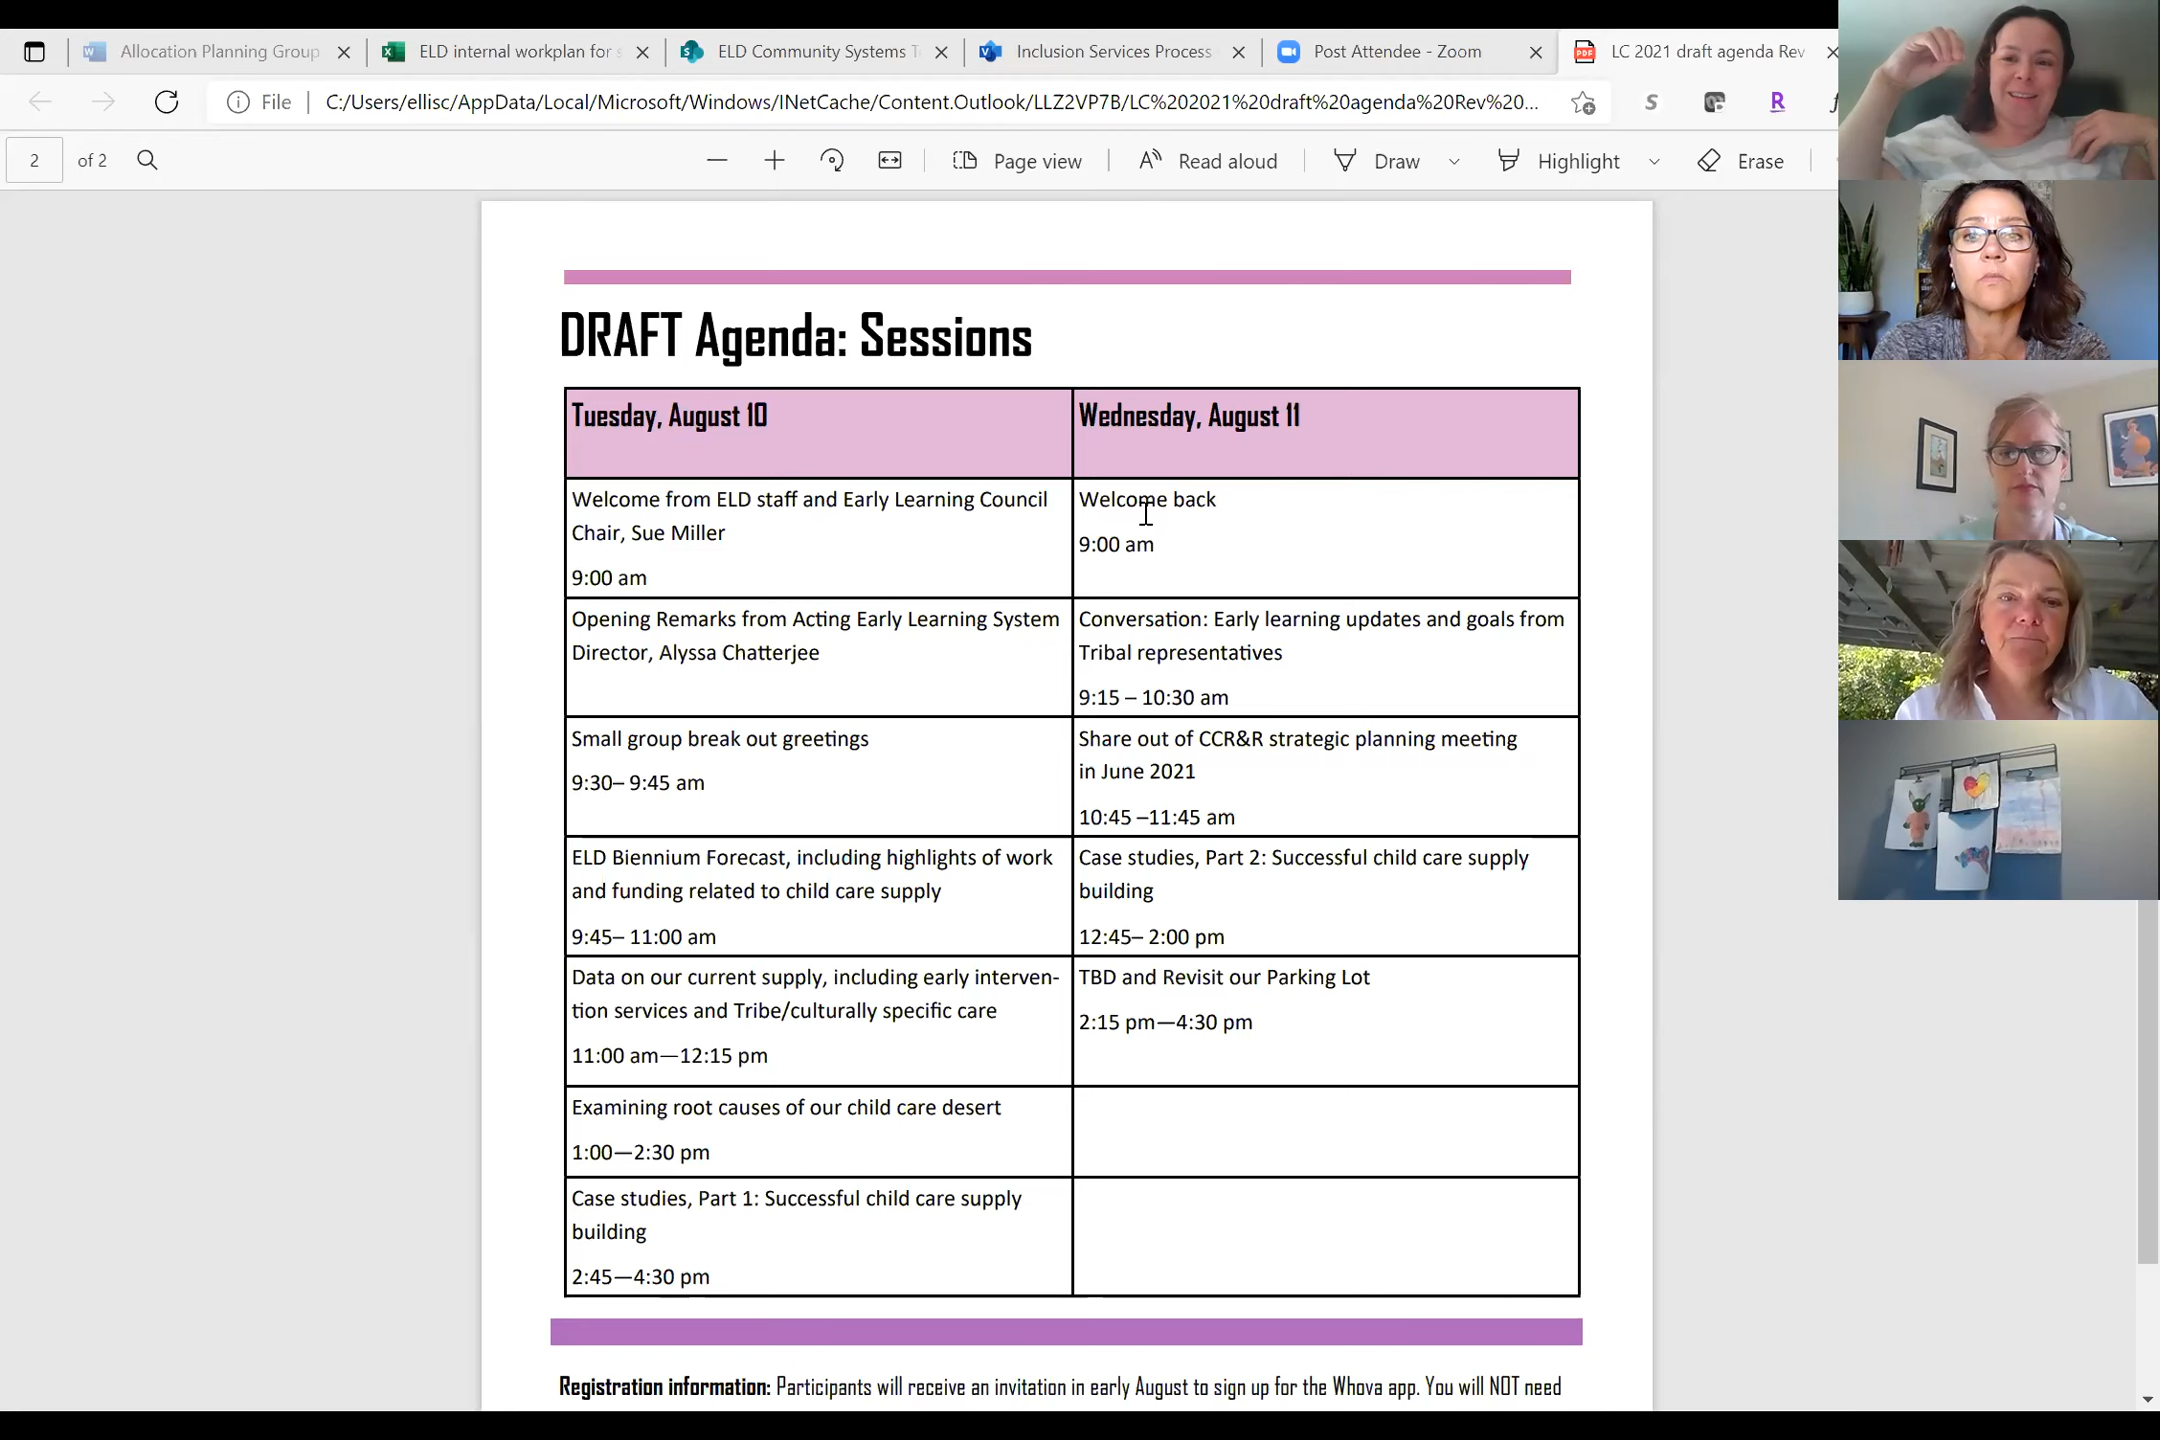 Allocation Planning Group
ELD internal workplan for
ELD Community Systems T
Inclusion Services Process
Post Attendee - Zoom
LC 2021 draft agenda Rev
File
C:/Users/ellisc/AppData/Local/Microsoft/Windows/INetCache/Content.Outlook/LLZ2VP7B/LC%202021%20draft%20agenda%20Rev%20...
2 of 2
Page view
Read aloud
Draw
Highlight
Erase
DRAFT Agenda: Sessions
Tuesday, August 10
Wednesday, August 11
Welcome from ELD staff and Early Learning Council
Chair, Sue Miller
9:00 am
Welcome back
9:00 am
Opening Remarks from Acting Early Learning System
Director, Alyssa Chatterjee
Conversation: Early learning updates and goals from
Tribal representatives
9:15 – 10:30 am
Small group break out greetings
9:30– 9:45 am
Share out of CCR&R strategic planning meeting
in June 2021
10:45 –11:45 am
ELD Biennium Forecast, including highlights of work
and funding related to child care supply
9:45– 11:00 am
Case studies, Part 2: Successful child care supply
building
12:45– 2:00 pm
Data on our current supply, including early interven-
tion services and Tribe/culturally specific care
11:00 am—12:15 pm
TBD and Revisit our Parking Lot
2:15 pm—4:30 pm
Examining root causes of our child care desert
1:00—2:30 pm
Case studies, Part 1: Successful child care supply
building
2:45—4:30 pm
Registration information: Participants will receive an invitation in early August to sign up for the Whova app. You will NOT need